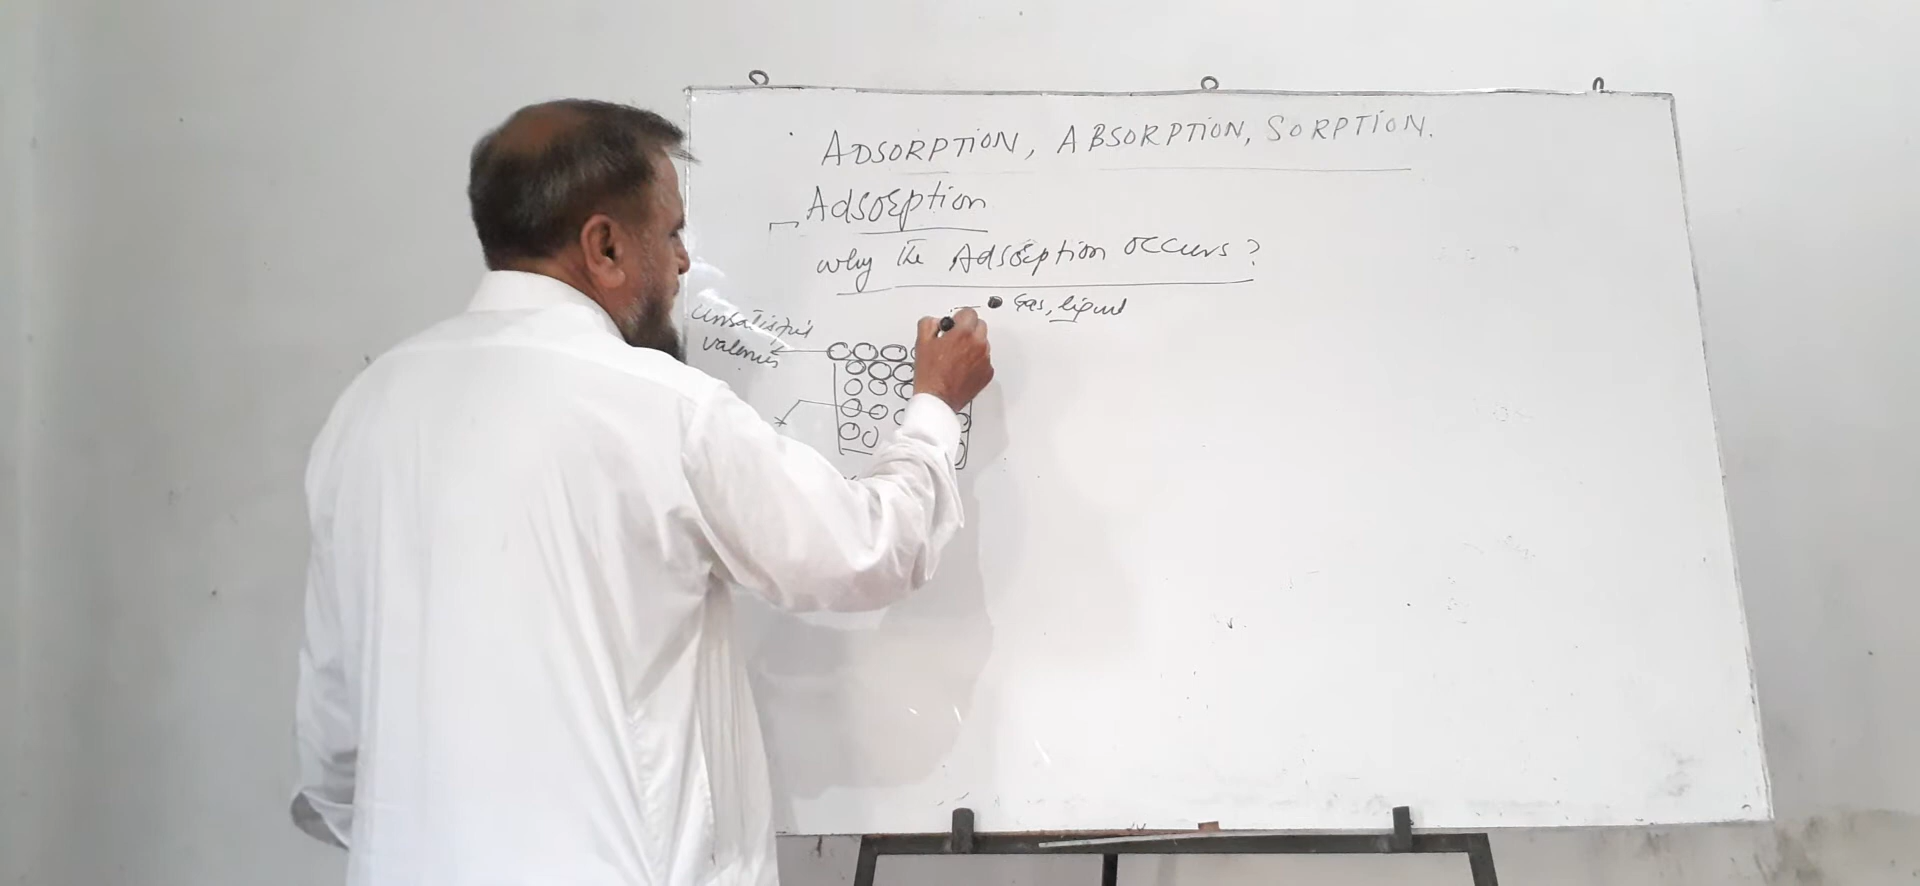 ADSORPTION, ABSORPTION, SORPTION.
Adsorption
why the Adsorption occurs?
Gas, liquid
unsatisfied
valencies